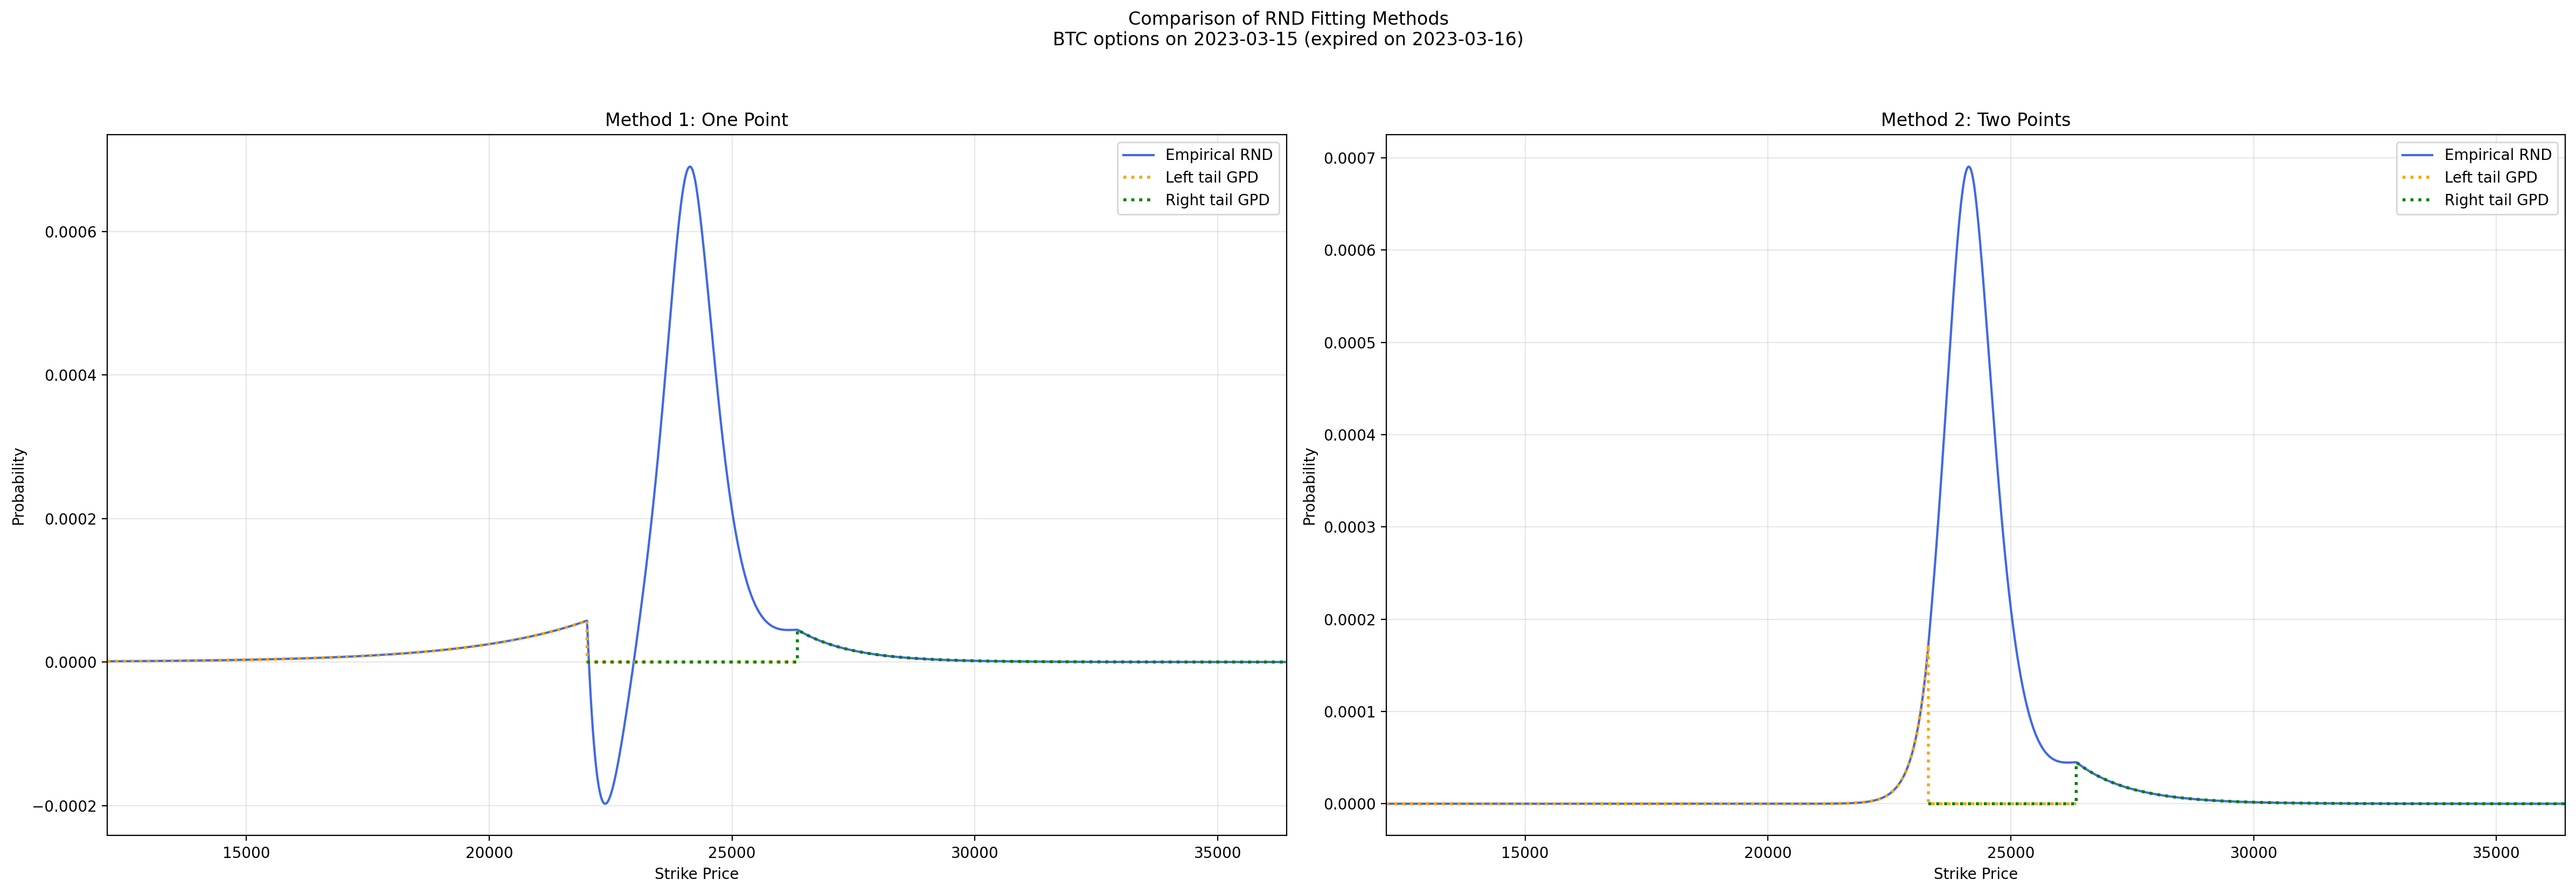 Comparison of RND Fitting Methods
BTC options on 2023-03-15 (expired on 2023-03-16)
Method 1: One Point
Empirical RND
Left tail GPD
Right tail GPD
0.0006
0.0004
0.0002
0.0000
−0.0002
Probability
15000
20000
25000
30000
35000
Strike Price
Method 2: Two Points
Empirical RND
Left tail GPD
Right tail GPD
0.0007
0.0006
0.0005
0.0004
0.0003
0.0002
0.0001
0.0000
Probability
15000
20000
25000
30000
35000
Strike Price